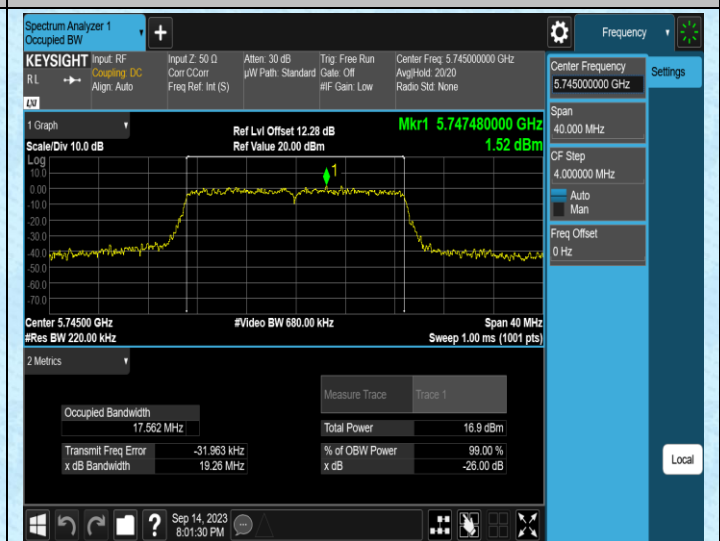 Spectrum Analyzer 1
Occupied BW
Frequency
KEYSIGHT
RL
LXI
Input: RF
Coupling: DC
Align: Auto
Input Z: 50 Ω
Corr CCorr
Freq Ref: Int (S)
Atten: 30 dB
µW Path: Standard
Trig: Free Run
Gate: Off
#IF Gain: Low
Center Freq: 5.745000000 GHz
Avg|Hold: 20/20
Radio Std: None
Center Frequency
5.745000000 GHz
Settings
Span
40.000 MHz
CF Step
4.000000 MHz
Auto
Man
Freq Offset
0 Hz
1 Graph
Scale/Div 10.0 dB
Ref Lvl Offset 12.28 dB
Ref Value 20.00 dBm
Mkr1 5.747480000 GHz
1.52 dBm
Log
10.0
0.00
-10.0
-20.0
-30.0
-40.0
-50.0
-60.0
-70.0
1
Center 5.74500 GHz
#Res BW 220.00 kHz
#Video BW 680.00 kHz
Span 40 MHz
Sweep 1.00 ms (1001 pts)
2 Metrics
Measure Trace
Trace 1
Occupied Bandwidth
17.562 MHz
Total Power
16.9 dBm
Transmit Freq Error
-31.963 kHz
% of OBW Power
99.00 %
x dB Bandwidth
19.26 MHz
x dB
-26.00 dB
Local
?
Sep 14, 2023
8:01:30 PM